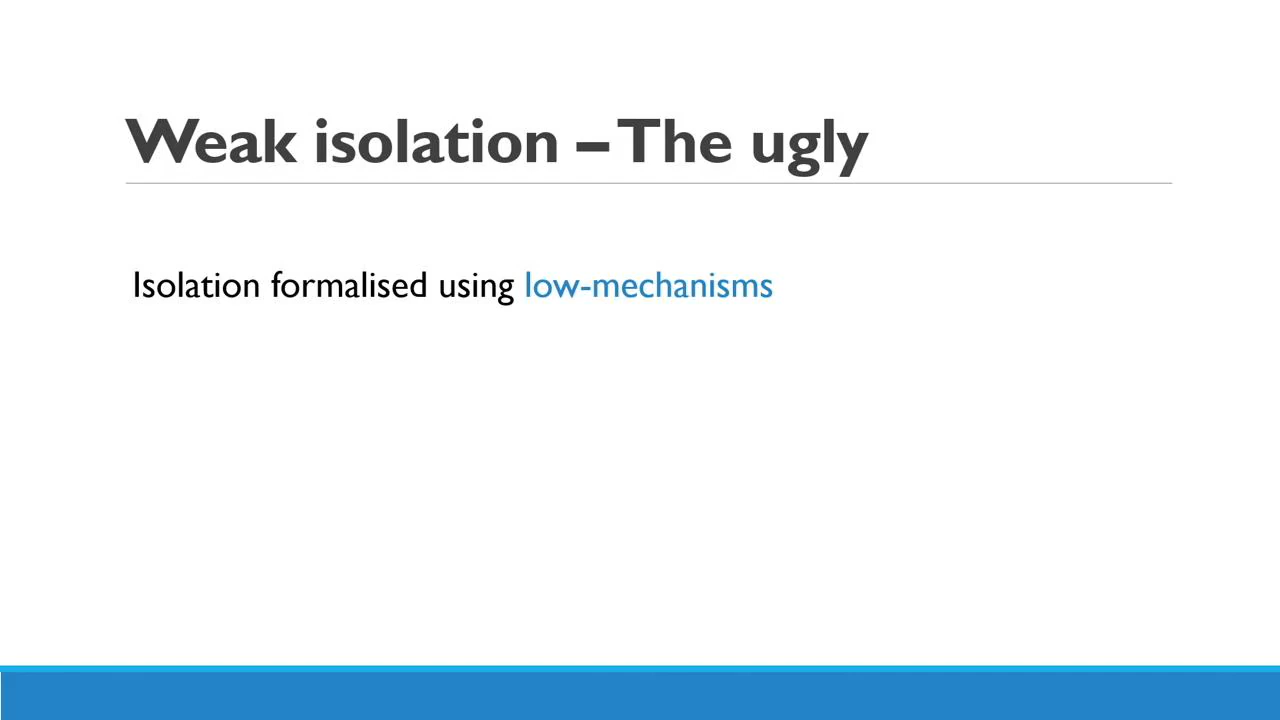 Weak isolation – The ugly
Isolation formalised using low-mechanisms